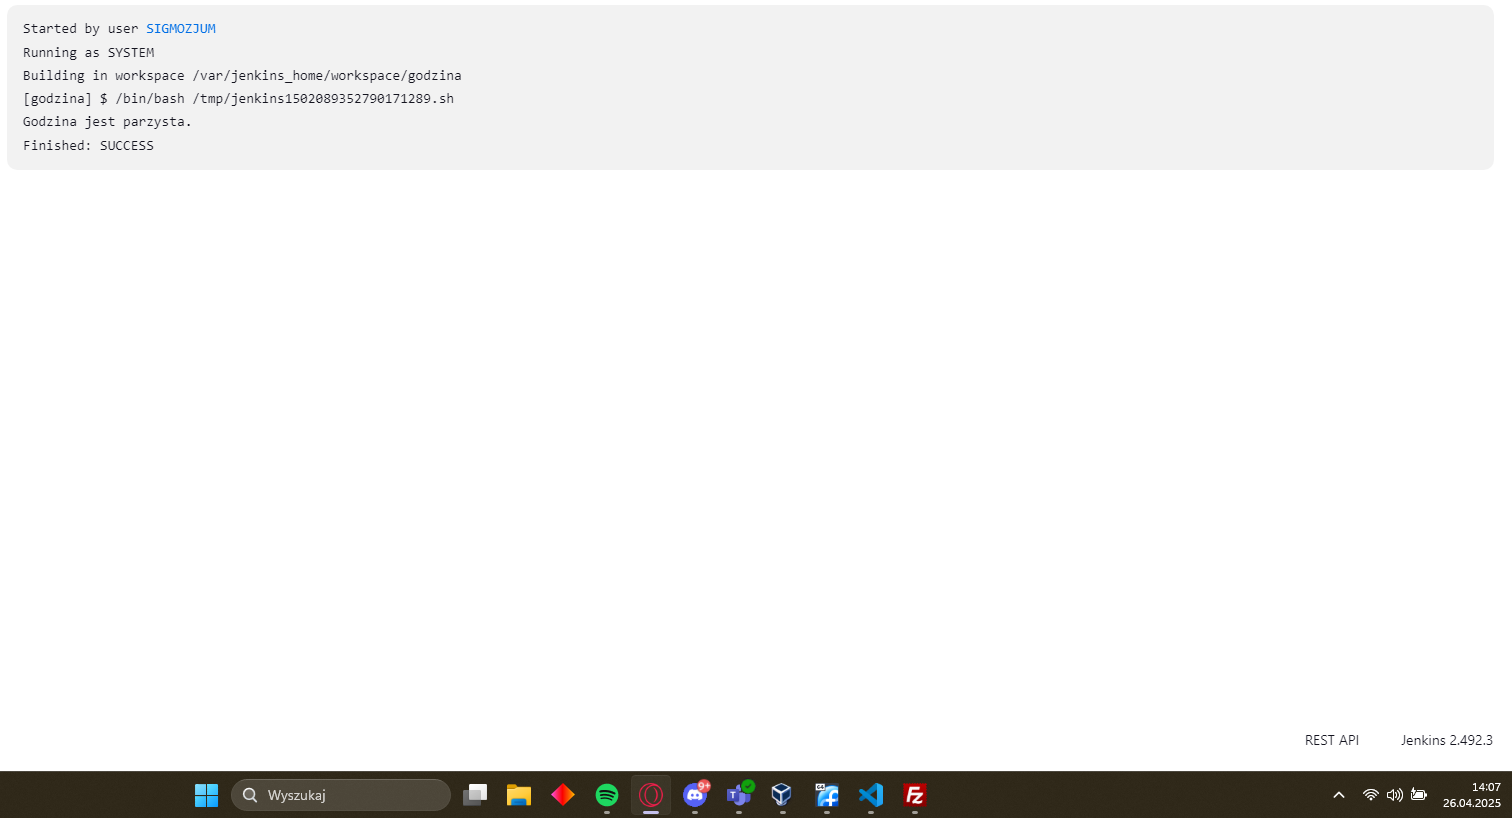 Started by user SIGMOZJUM
Running as SYSTEM
Building in workspace /var/jenkins_home/workspace/godzina
[godzina] $ /bin/bash /tmp/jenkins1502089352790171289.sh
Godzina jest parzysta.
Finished: SUCCESS
REST API
Jenkins 2.492.3
Wyszukaj
9+
T
64
Fz
14:07
26.04.2025